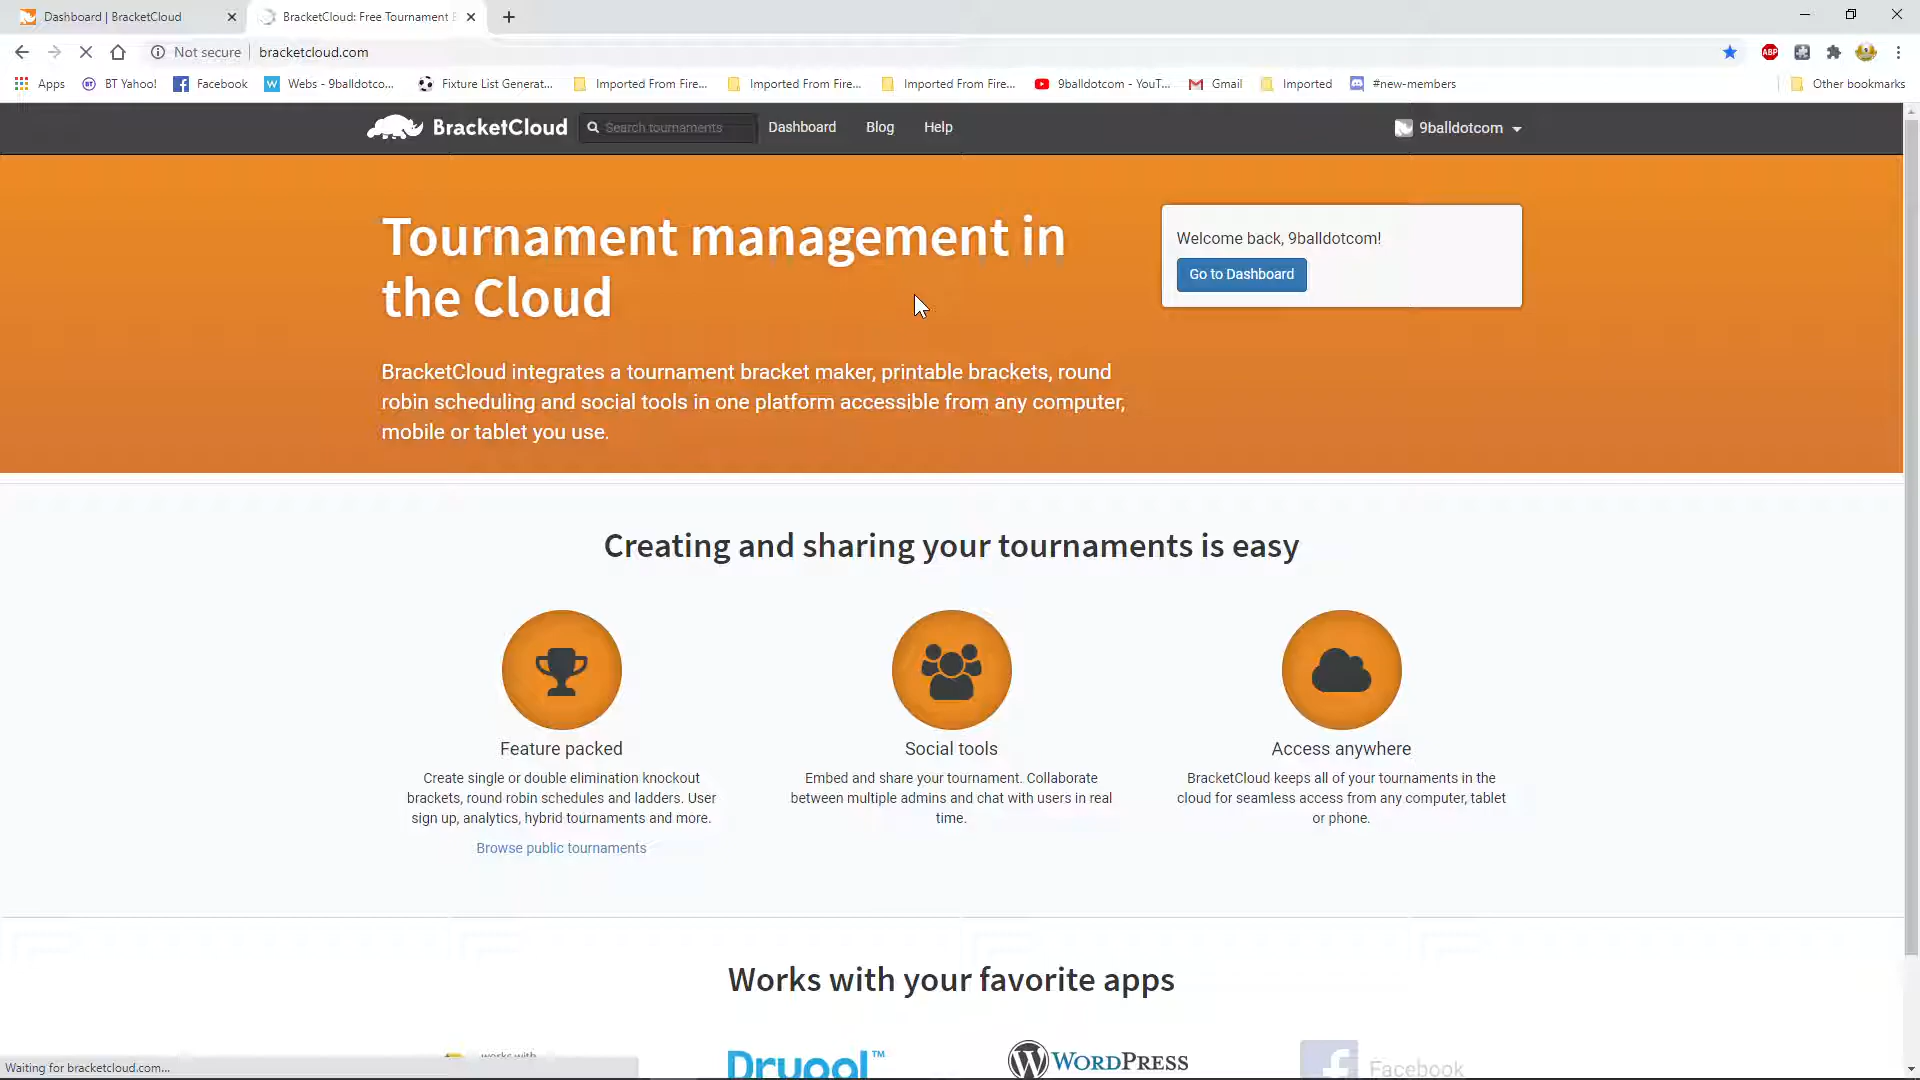 Dashboard | BracketCloud
BracketCloud: Free Tournament
Not secure
bracketcloud.com
ABP
Apps
BT
BT Yahoo!
Facebook
W
Webs - 9balldotco...
Fixture List Generat...
Imported From Fire...
Imported From Fire...
Imported From Fire...
9balldotcom - YouT...
Gmail
Imported
#new-members
Other bookmarks
BracketCloud
Search tournaments
Dashboard
Blog
Help
9balldotcom
Tournament management in
the Cloud
Welcome back, 9balldotcom!
Go to Dashboard
BracketCloud integrates a tournament bracket maker, printable brackets, round
robin scheduling and social tools in one platform accessible from any computer,
mobile or tablet you use.
Creating and sharing your tournaments is easy
Feature packed
Create single or double elimination knockout
brackets, round robin schedules and ladders. User
sign up, analytics, hybrid tournaments and more.
Browse public tournaments
Social tools
Embed and share your tournament. Collaborate
between multiple admins and chat with users in real
time.
Access anywhere
BracketCloud keeps all of your tournaments in the
cloud for seamless access from any computer, tablet
or phone.
Works with your favorite apps
works with
Drupal™
WORDPRESS
Facebook
Waiting for bracketcloud.com...